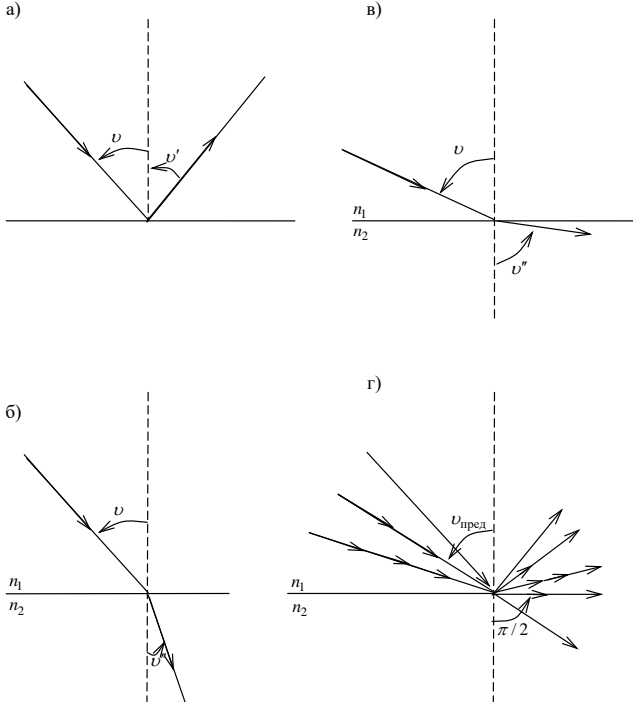 а)
υ
υ′
в)
υ
n₁
n₂
υ″
б)
υ
n₁
n₂
υ″
г)
υпред
n₁
n₂
π / 2